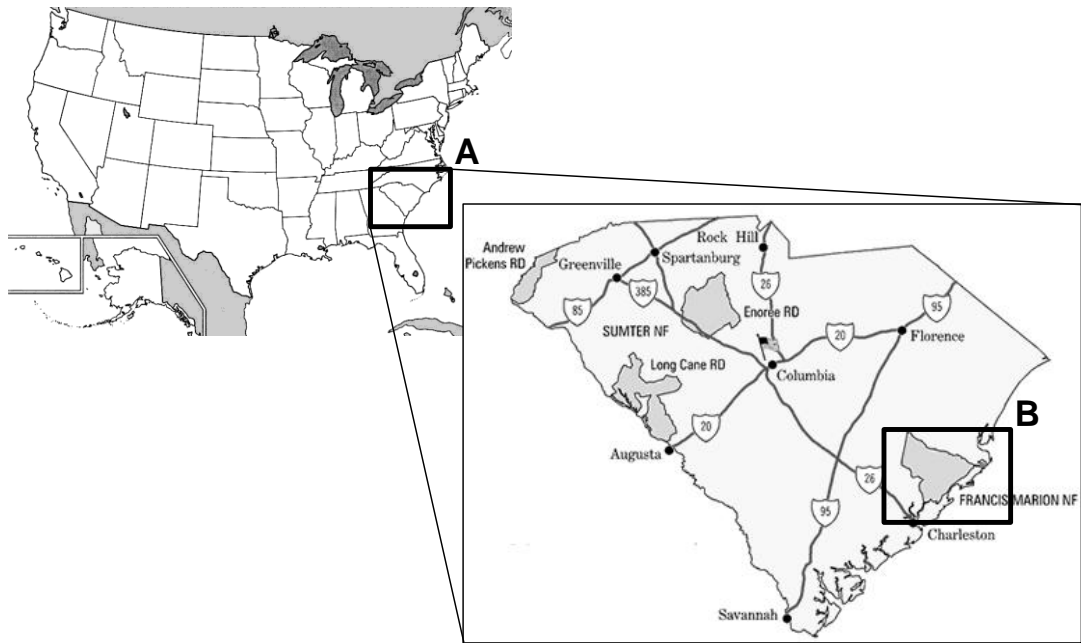 A
Andrew
Pickens RD
Rock Hill
Spartanburg
Greenville
385
26
85
Enoree RD
95
SUMTER NF
20
Florence
Long Cane RD
Columbia
B
20
Augusta
26
FRANCIS MARION NF
95
Charleston
Savannah